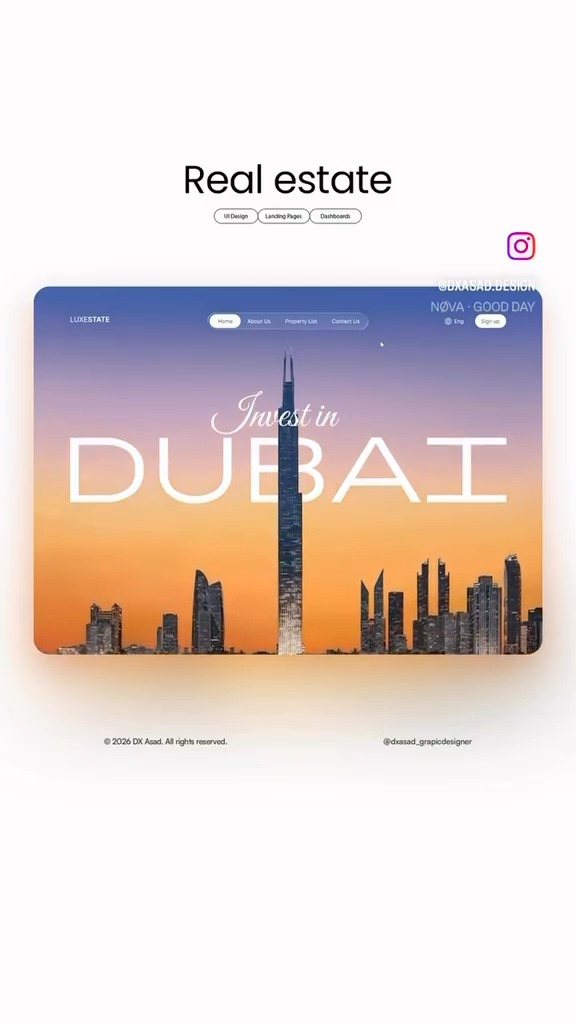 Real estate
UI Design Landing Pages Dashboards
@DXASAD.DESIGN
NØVA · GOOD DAY
LUXESTATE Home About Us Property List Contact Us Eng Sign up
Invest in
DUBAI
© 2026 DX Asad. All rights reserved. @dxasad_grapicdesigner